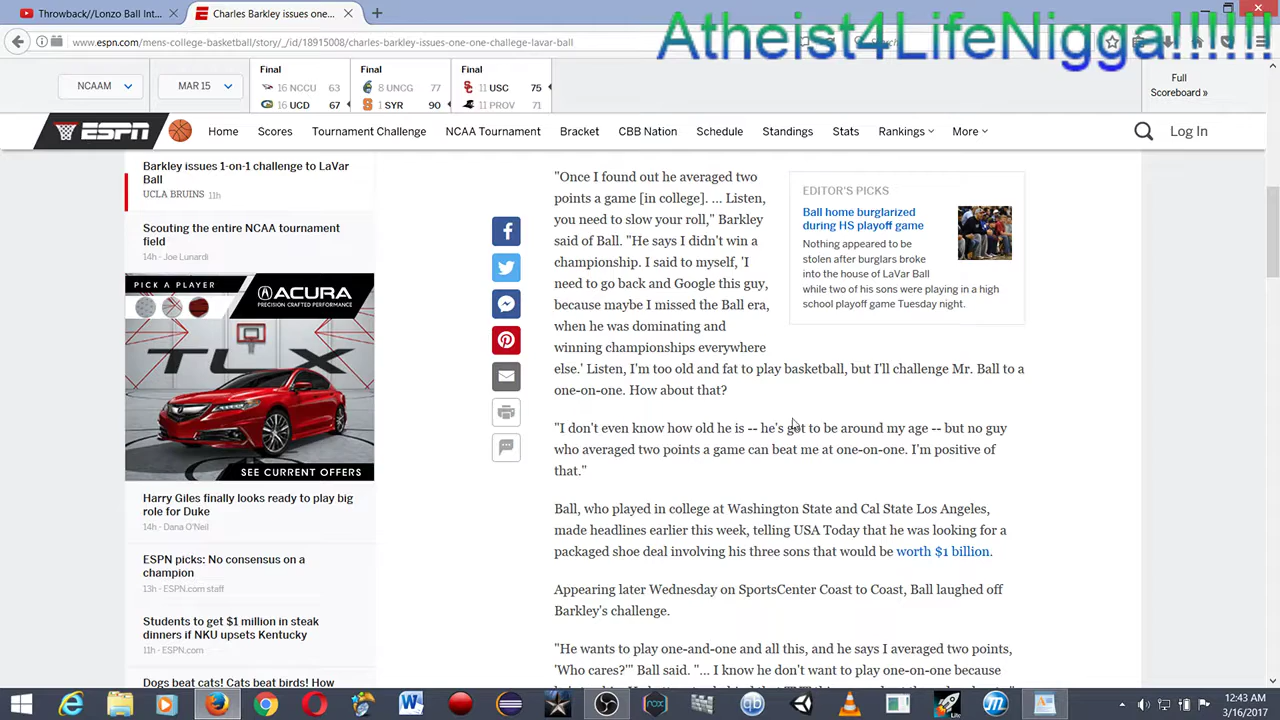 Throwback//Lonzo Ball Int...
Charles Barkley issues one...
Atheist4LifeNigga!!!!!!!
www.espn.com/mens-college-basketball/story/_/id/18915008/charles-barkley-issues-one-one-challege-lavar-ball
NCAAM
MAR 15
Final
16 NCCU 63
16 UCD 67
Final
8 UNCG 77
1 SYR 90
Final
11 USC 75
11 PROV 71
Full
Scoreboard »
ESPN
Home
Scores
Tournament Challenge
NCAA Tournament
Bracket
CBB Nation
Schedule
Standings
Stats
Rankings
More
Log In
Barkley issues 1-on-1 challenge to LaVar
Ball
UCLA BRUINS 11h
Scouting the entire NCAA tournament
field
14h - Joe Lunardi
PICK A PLAYER
ACURA
PRECISION CRAFTED PERFORMANCE
TLX
SEE CURRENT OFFERS
Harry Giles finally looks ready to play big
role for Duke
14h - Dana O'Neil
ESPN picks: No consensus on a
champion
13h - ESPN.com staff
Students to get $1 million in steak
dinners if NKU upsets Kentucky
11h - ESPN.com
Dogs beat cats! Cats beat birds! How
"Once I found out he averaged two
points a game [in college]. ... Listen,
you need to slow your roll," Barkley
said of Ball. "He says I didn't win a
championship. I said to myself, 'I
need to go back and Google this guy,
because maybe I missed the Ball era,
when he was dominating and
winning championships everywhere
else.' Listen, I'm too old and fat to play basketball, but I'll challenge Mr. Ball to a
one-on-one. How about that?
"I don't even know how old he is -- he's got to be around my age -- but no guy
who averaged two points a game can beat me at one-on-one. I'm positive of
that."
Ball, who played in college at Washington State and Cal State Los Angeles,
made headlines earlier this week, telling USA Today that he was looking for a
packaged shoe deal involving his three sons that would be worth $1 billion.
Appearing later Wednesday on SportsCenter Coast to Coast, Ball laughed off
Barkley's challenge.
"He wants to play one-and-one and all this, and he says I averaged two points,
'Who cares?'" Ball said. "... I know he don't want to play one-on-one because
EDITOR'S PICKS
Ball home burglarized
during HS playoff game
Nothing appeared to be
stolen after burglars broke
into the house of LaVar Ball
while two of his sons were playing in a high
school playoff game Tuesday night.
12:43 AM
3/16/2017